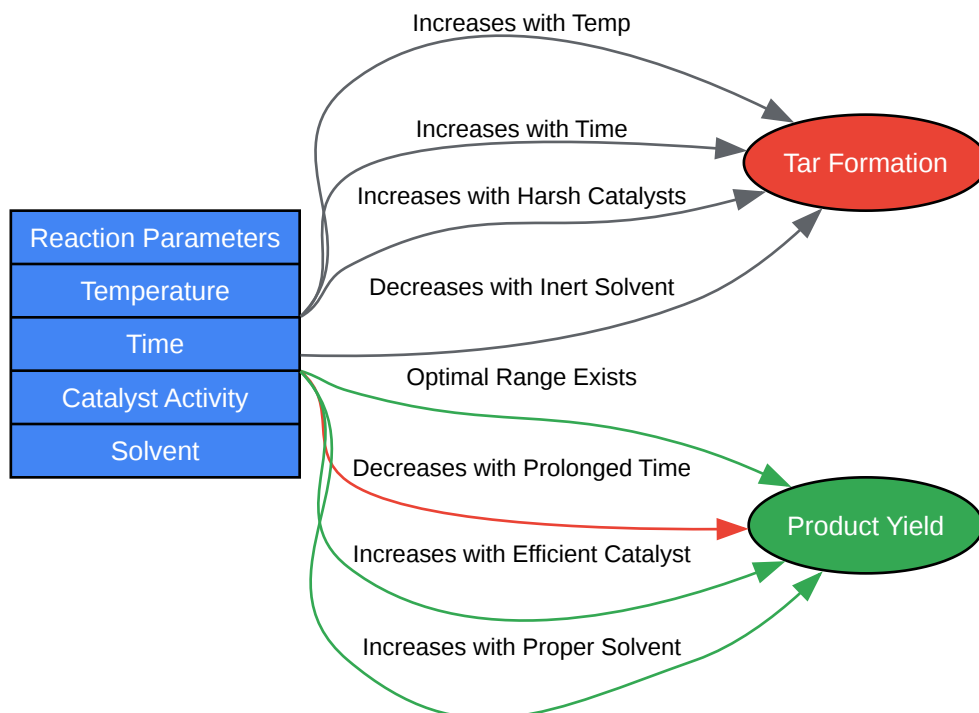 Increases with Temp
Increases with Time
Tar Formation
Increases with Harsh Catalysts
Reaction Parameters
Temperature
Decreases with Inert Solvent
Time
Optimal Range Exists
Catalyst Activity
Solvent
Decreases with Prolonged Time
Product Yield
Increases with Efficient Catalyst
Increases with Proper Solvent